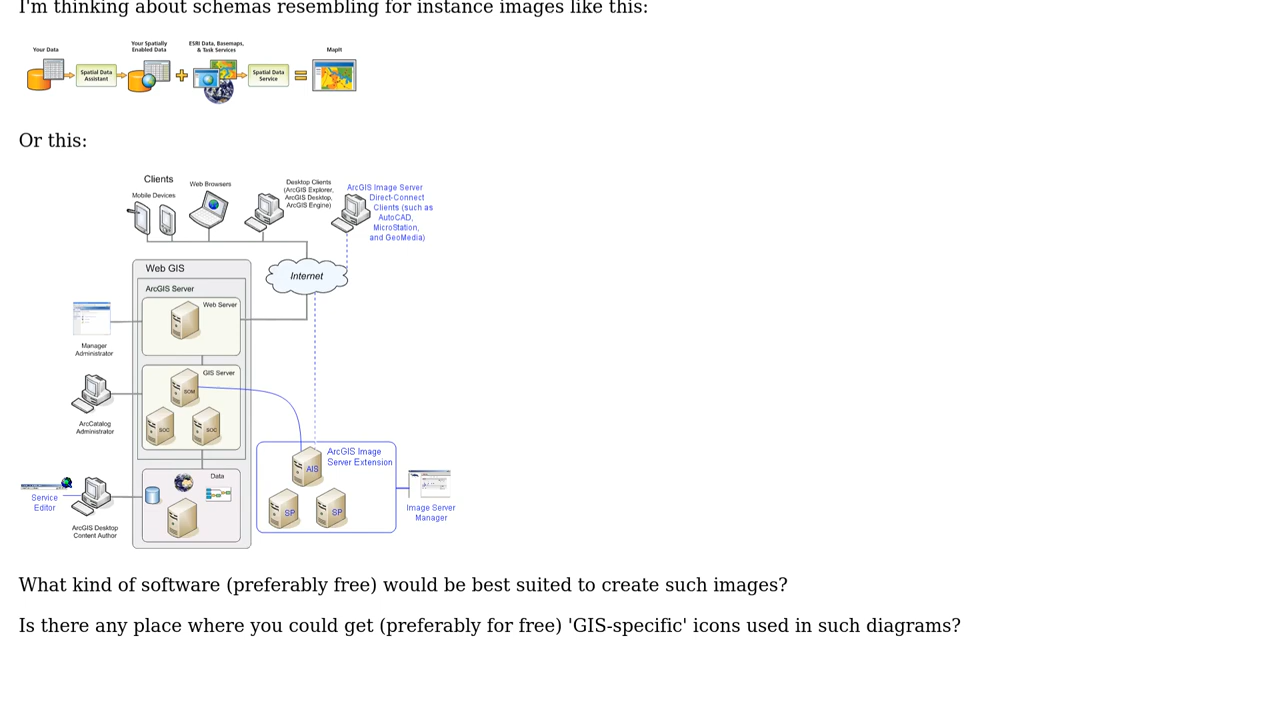 I'm thinking about schemas resembling for instance images like this:
Your Data
Your Spatially
Enabled Data
ESRI Data, Basemaps,
& Task Services
MapIt
Spatial Data
Assistant
Spatial Data
Service
Or this:
Clients
Mobile Devices
Web Browsers
Desktop Clients
(ArcGIS Explorer,
ArcGIS Desktop,
ArcGIS Engine)
ArcGIS Image Server
Direct-Connect
Clients (such as
AutoCAD,
MicroStation,
and GeoMedia)
Internet
Web GIS
ArcGIS Server
Web Server
Manager
Administrator
GIS Server
SOM
SOC
SOC
ArcCatalog
Administrator
ArcGIS Image
Server Extension
AIS
SP
SP
Image Server
Manager
Data
Service
Editor
ArcGIS Desktop
Content Author
What kind of software (preferably free) would be best suited to create such images?
Is there any place where you could get (preferably for free) 'GIS-specific' icons used in such diagrams?